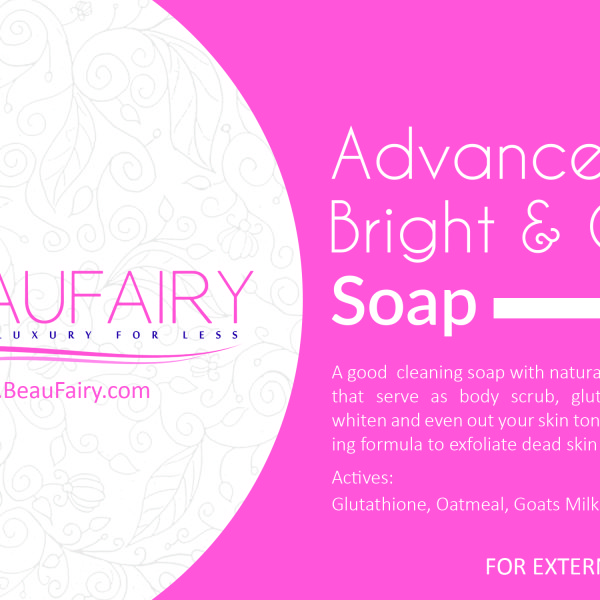 AUFAIRY
LUXURY FOR LESS
.BeauFairy.com
Advance
Bright &
Soap
A good cleaning soap with natura
that serve as body scrub, glut
whiten and even out your skin ton
ing formula to exfoliate dead skin
Actives:
Glutathione, Oatmeal, Goats Milk
FOR EXTERN